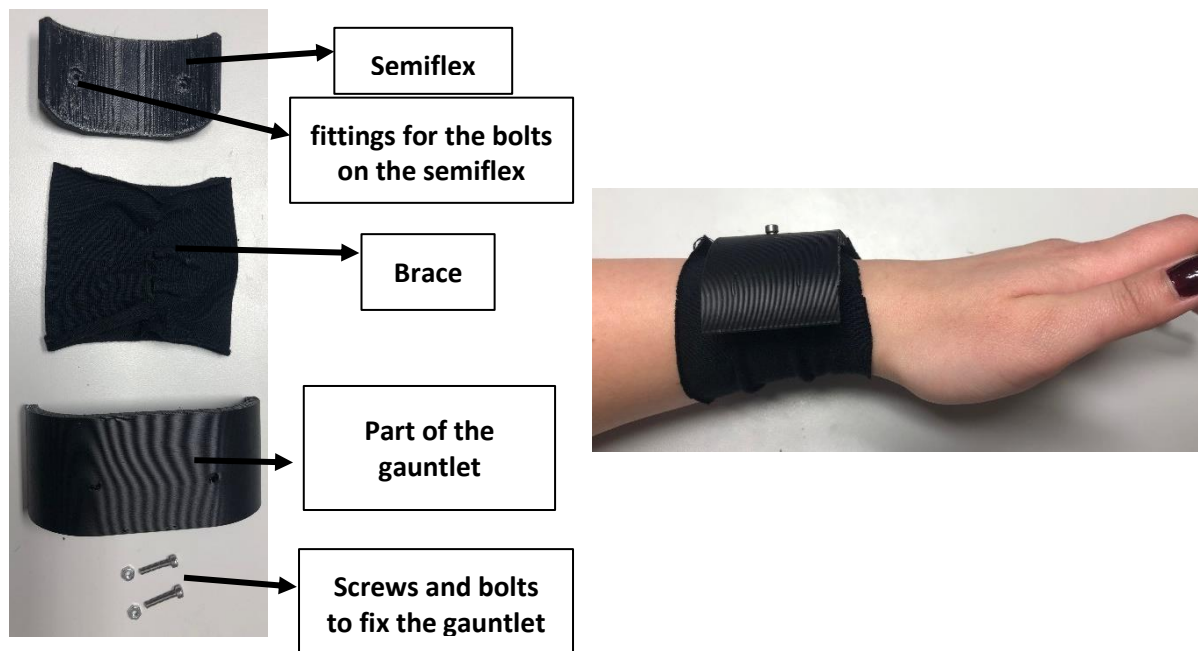 Semiflex
fittings for the bolts
on the semiflex
Brace
Part of the
gauntlet
Screws and bolts
to fix the gauntlet